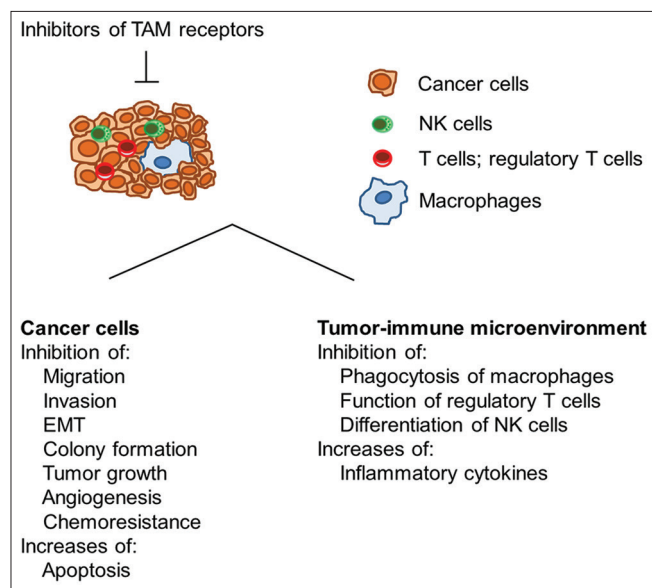 Inhibitors of TAM receptors
Cancer cells
NK cells
T cells; regulatory T cells
Macrophages
Cancer cells
Inhibition of:
Migration
Invasion
EMT
Colony formation
Tumor growth
Angiogenesis
Chemoresistance
Increases of:
Apoptosis
Tumor-immune microenvironment
Inhibition of:
Phagocytosis of macrophages
Function of regulatory T cells
Differentiation of NK cells
Increases of:
Inflammatory cytokines